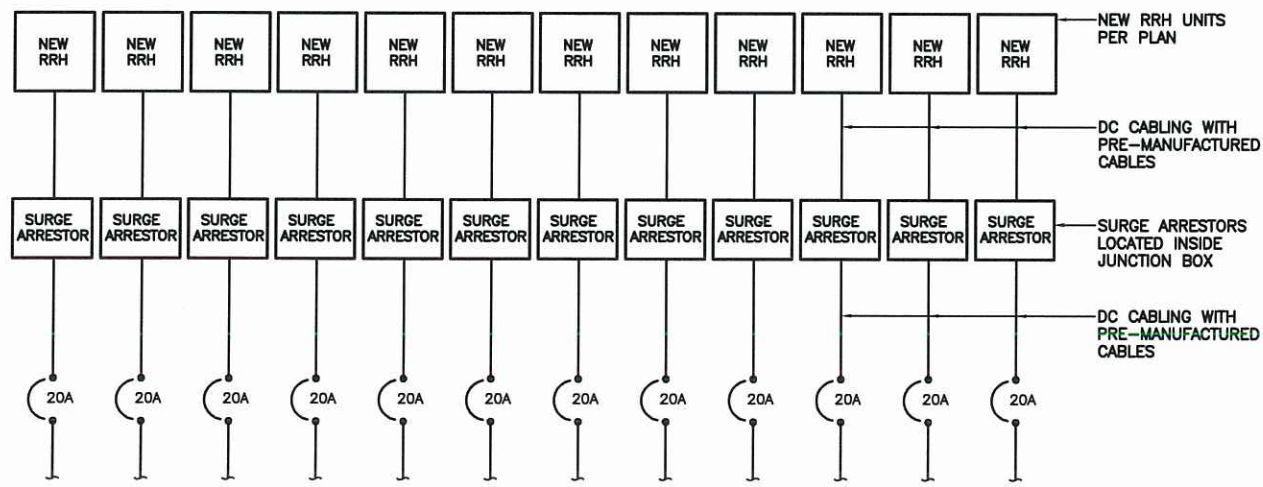 NEW NEW NEW NEW NEW NEW NEW NEW NEW NEW NEW NEW
RRH RRH RRH RRH RRH RRH RRH RRH RRH RRH RRH RRH
NEW RRH UNITS
PER PLAN
DC CABLING WITH
PRE-MANUFACTURED
CABLES
SURGE SURGE SURGE SURGE SURGE SURGE SURGE SURGE SURGE SURGE SURGE SURGE
ARRESTOR ARRESTOR ARRESTOR ARRESTOR ARRESTOR ARRESTOR ARRESTOR ARRESTOR ARRESTOR ARRESTOR ARRESTOR ARRESTOR
SURGE ARRESTORS
LOCATED INSIDE
JUNCTION BOX
DC CABLING WITH
PRE-MANUFACTURED
CABLES
20A 20A 20A 20A 20A 20A 20A 20A 20A 20A 20A 20A